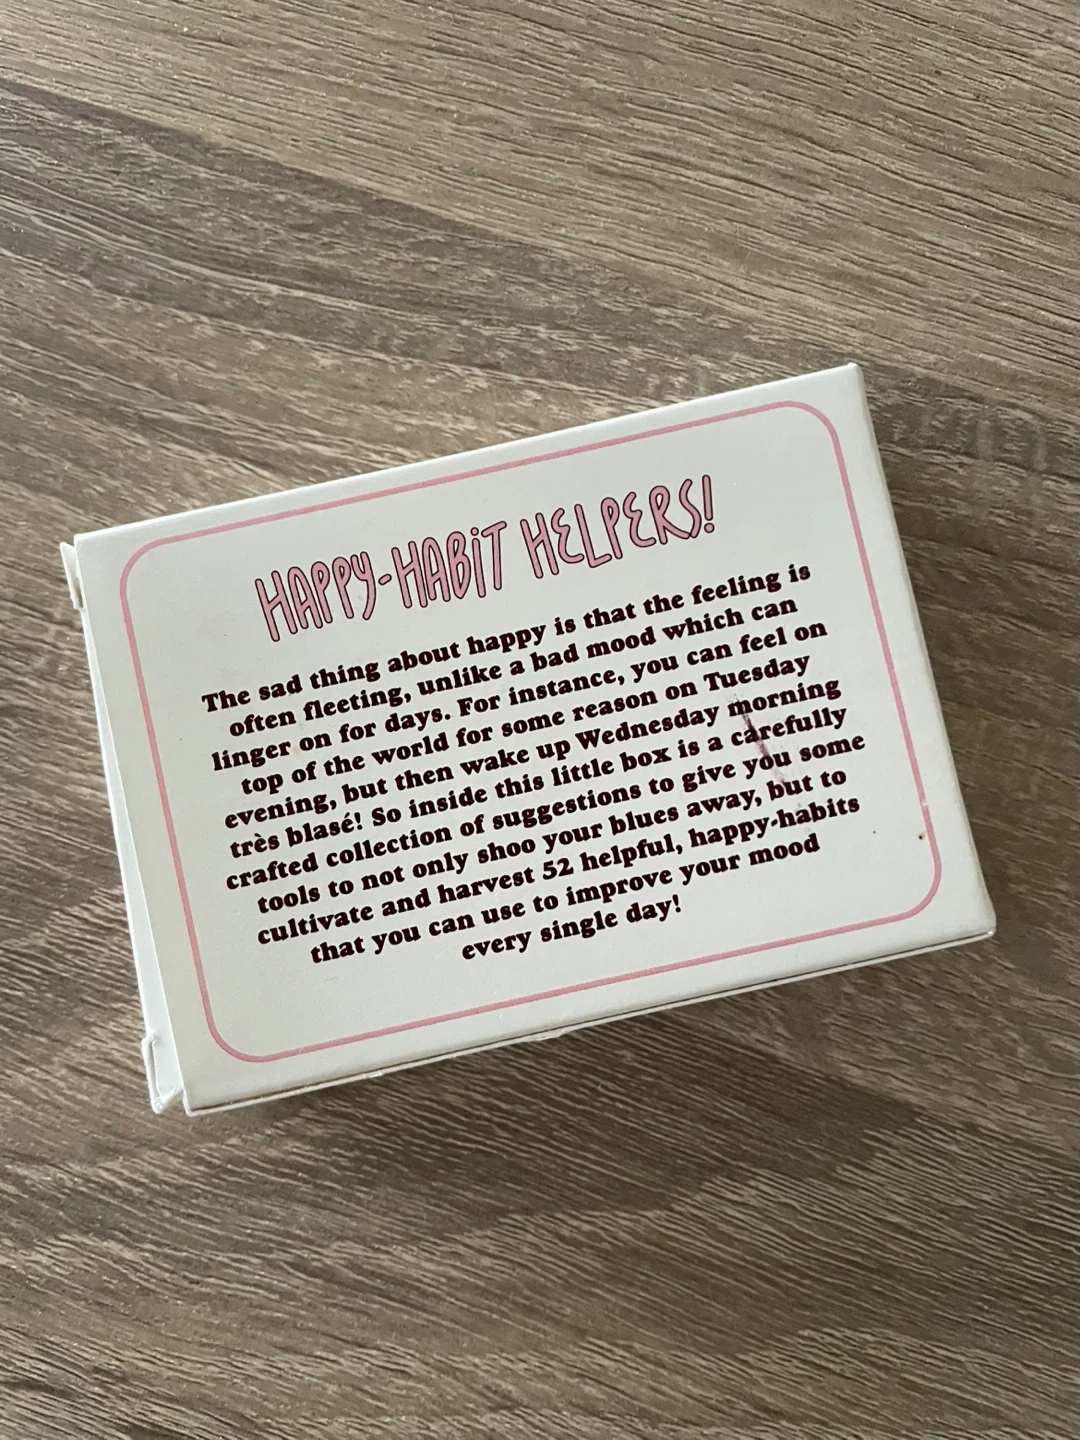 HAPPY-HABIT HELPERS!
The sad thing about happy is that the feeling is
often fleeting, unlike a bad mood which can
linger on for days. For instance, you can feel on
top of the world for some reason on Tuesday
evening, but then wake up Wednesday morning
très blasé! So inside this little box is a carefully
crafted collection of suggestions to give you some
tools to not only shoo your blues away, but to
cultivate and harvest 52 helpful, happy-habits
that you can use to improve your mood
every single day!